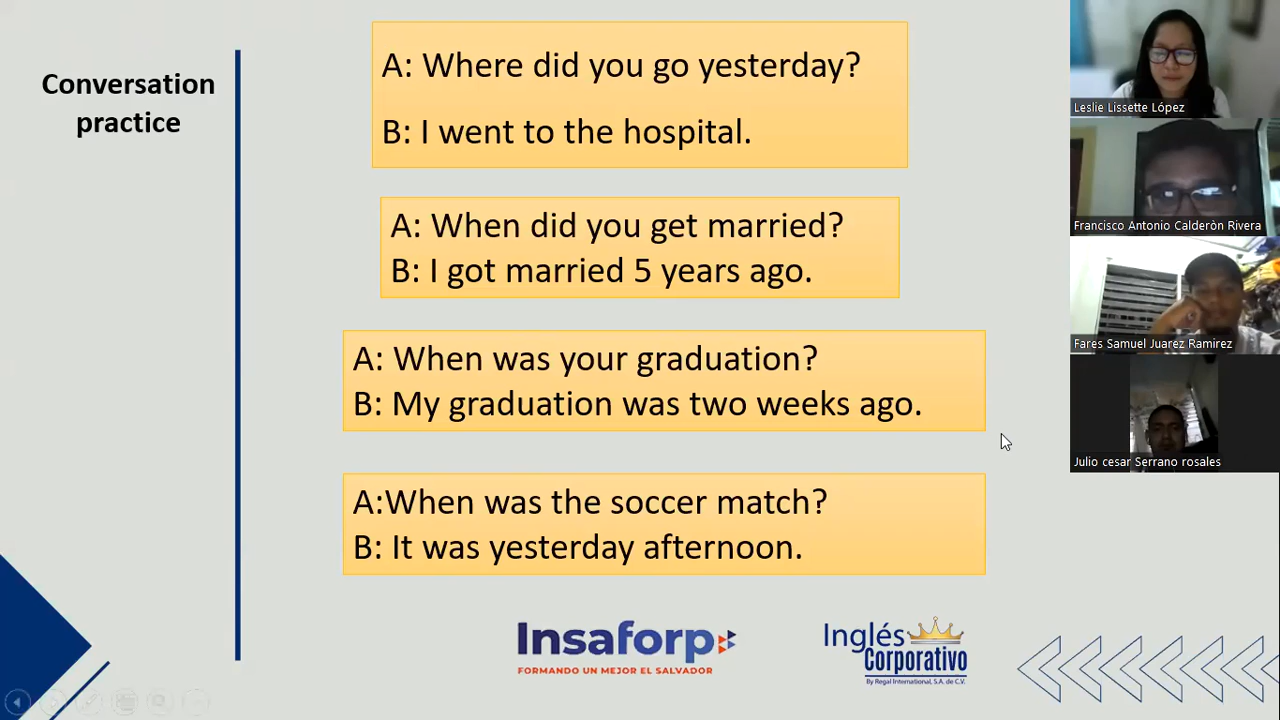 Conversation
practice
A: Where did you go yesterday?
B: I went to the hospital.
A: When did you get married?
B: I got married 5 years ago.
A: When was your graduation?
B: My graduation was two weeks ago.
A:When was the soccer match?
B: It was yesterday afternoon.
Insaforp
FORMANDO UN MEJOR EL SALVADOR
Inglés
Corporativo
By Regal International, S.A. de C.V.
Leslie Lissette López
Francisco Antonio Calderòn Rivera
Fares Samuel Juarez Ramirez
Julio cesar Serrano rosales